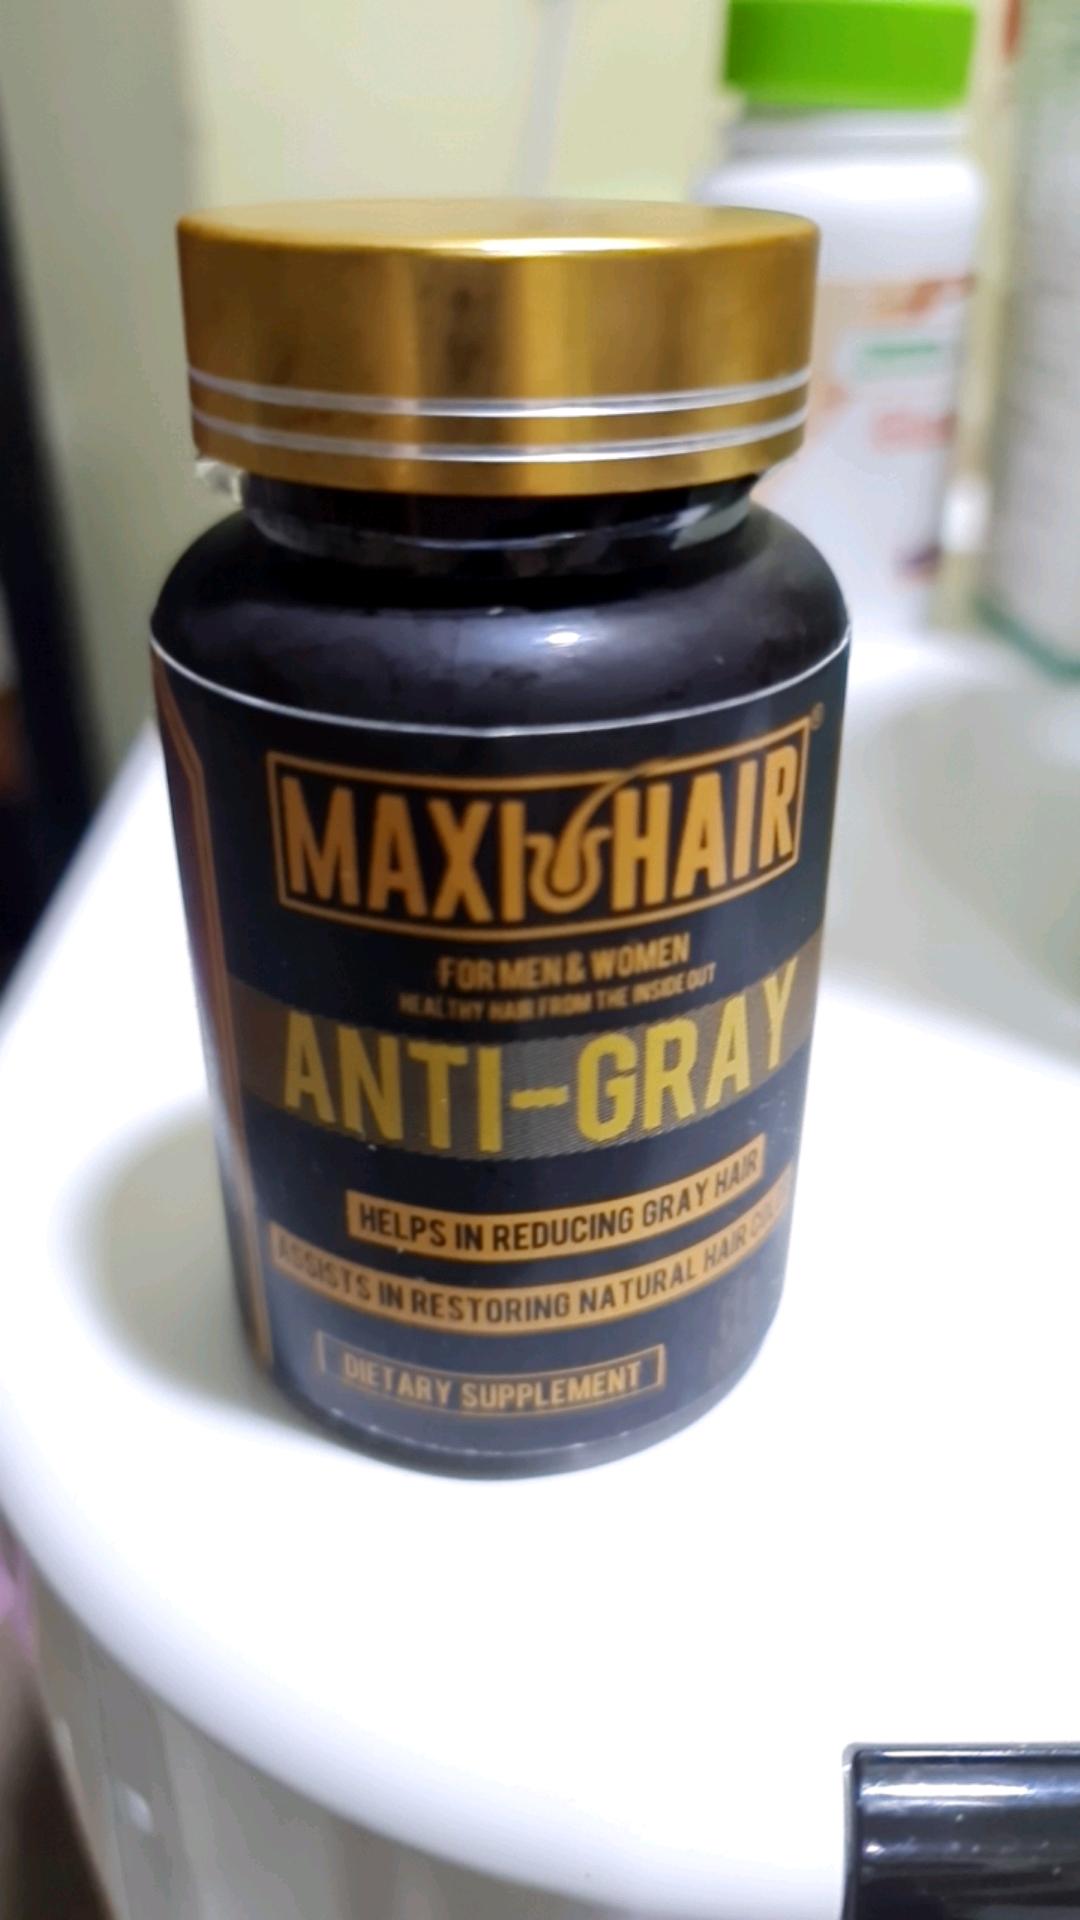 MAXI HAIR®
FOR MEN & WOMEN
HEALTHY HAIR FROM THE INSIDE OUT
ANTI-GRAY
HELPS IN REDUCING GRAY HAIR
ASSISTS IN RESTORING NATURAL HAIR COLOR
DIETARY SUPPLEMENT